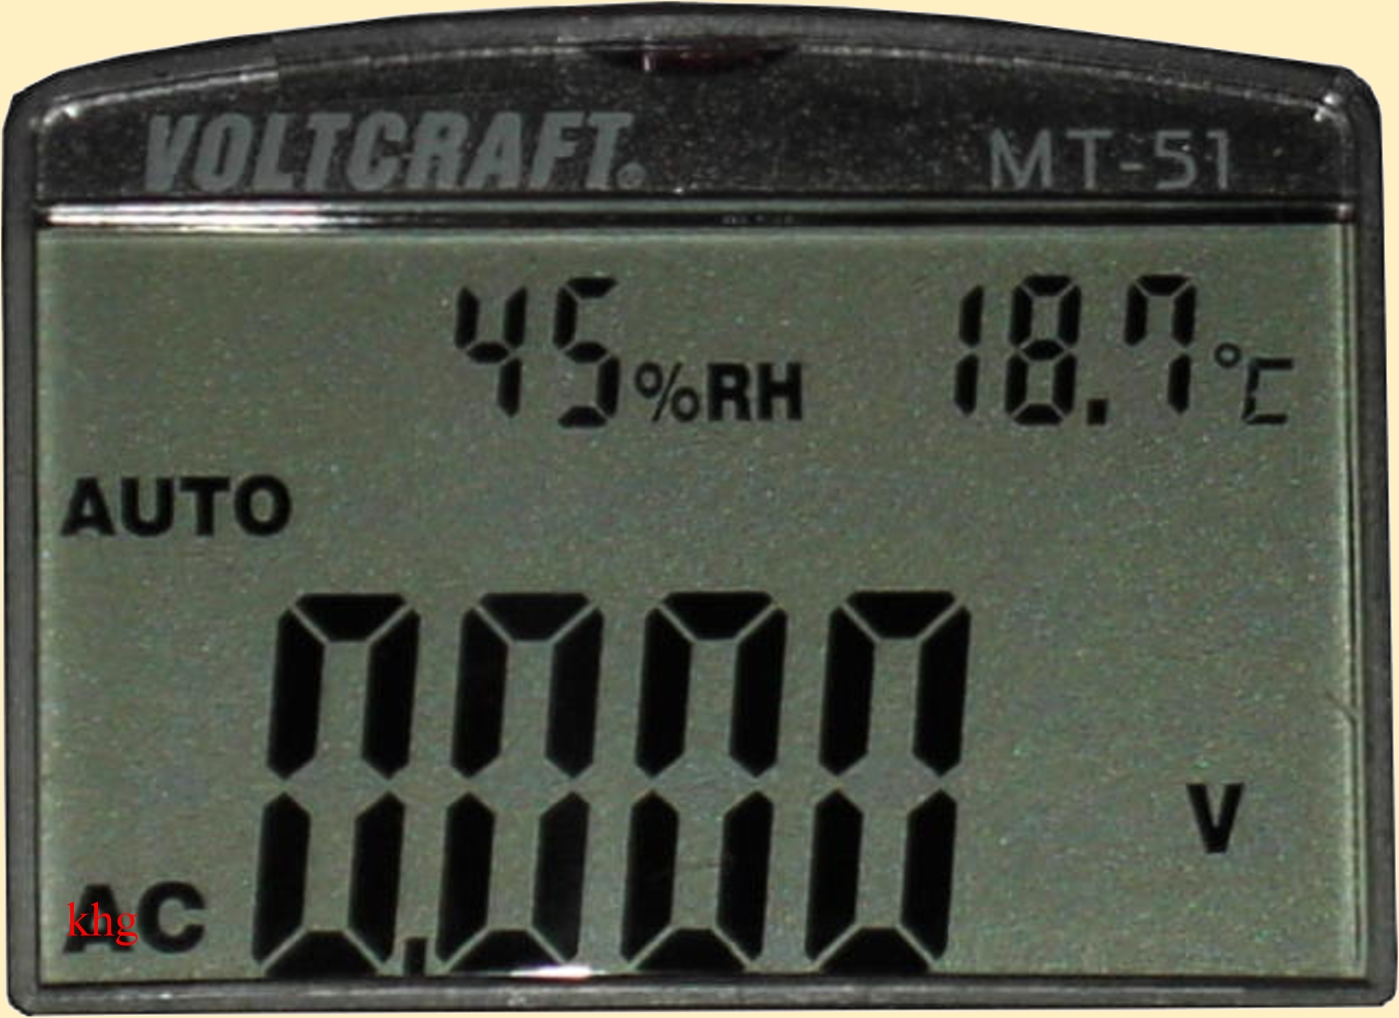 VOLTCRAFT® MT-51
45%RH 18.7°C
AUTO
0.000 V
AC
khg